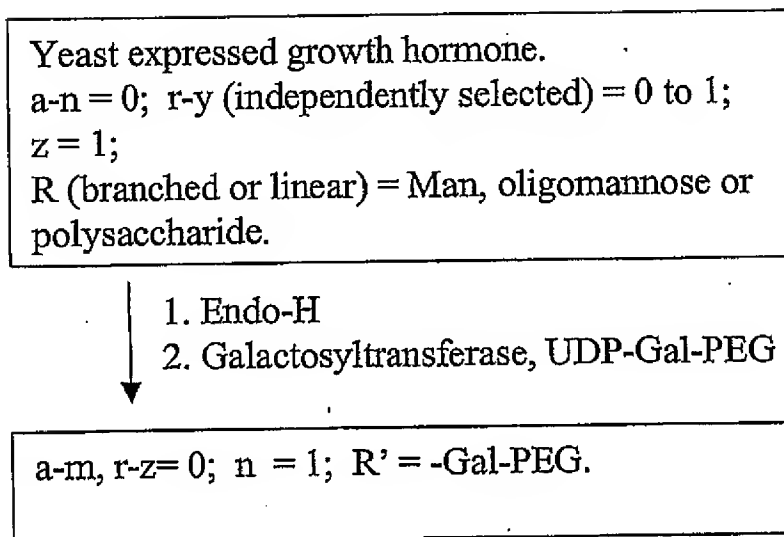 Yeast expressed growth hormone.
a-n = 0; r-y (independently selected) = 0 to 1;
z = 1;
R (branched or linear) = Man, oligomannose or
polysaccharide.
1. Endo-H
2. Galactosyltransferase, UDP-Gal-PEG
a-m, r-z= 0; n = 1; R' = -Gal-PEG.